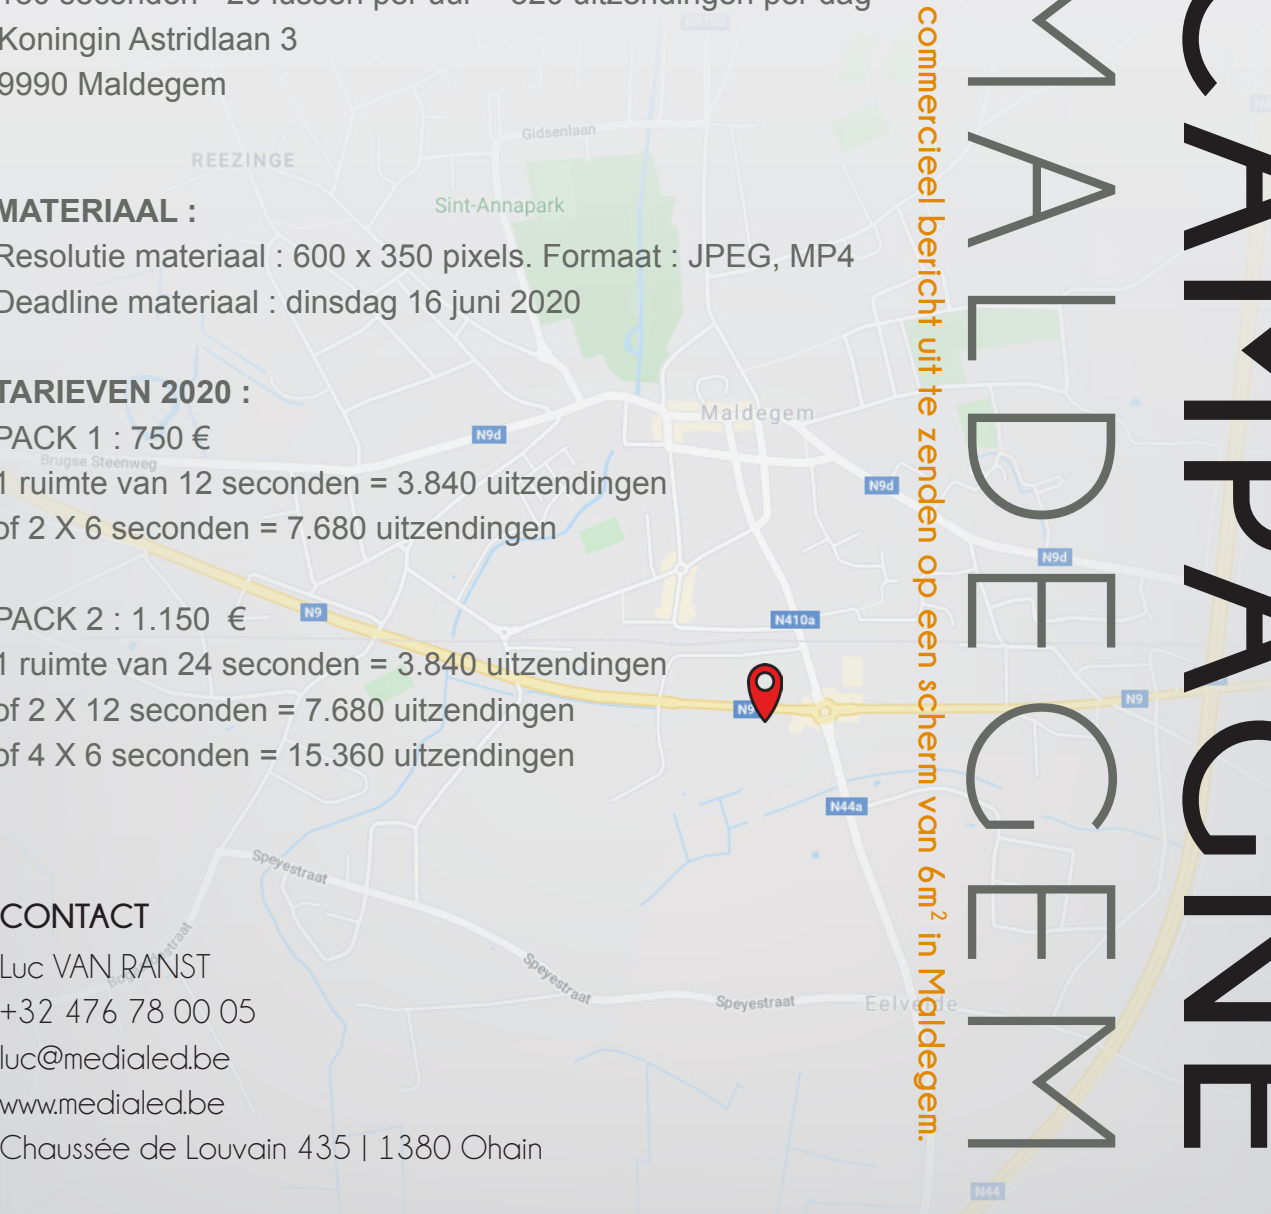 Koningin Astridlaan 3
9990 Maldegem
MATERIAAL :
Resolutie materiaal : 600 x 350 pixels. Formaat : JPEG, MP4
Deadline materiaal : dinsdag 16 juni 2020
TARIEVEN 2020 :
PACK 1 : 750 €
1 ruimte van 12 seconden = 3.840 uitzendingen
of 2 X 6 seconden = 7.680 uitzendingen
PACK 2 : 1.150 €
1 ruimte van 24 seconden = 3.840 uitzendingen
of 2 X 12 seconden = 7.680 uitzendingen
of 4 X 6 seconden = 15.360 uitzendingen
CONTACT
Luc VAN RANST
+32 476 78 00 05
luc@medialed.be
www.medialed.be
Chaussée de Louvain 435 | 1380 Ohain
commercieel bericht uit te zenden op een scherm van 6m² in Maldegem.
MALDEGEM
CAMPAGNE
N410a
Gidsenlaan
REEZINGE
Sint-Annapark
Maldegem
N9d
Brugse Steenweg
N9d
N9d
N9
N410a
N9
N9
N44a
Speyestraat
Speyestraat
Speyestraat
Eelvelde
N44